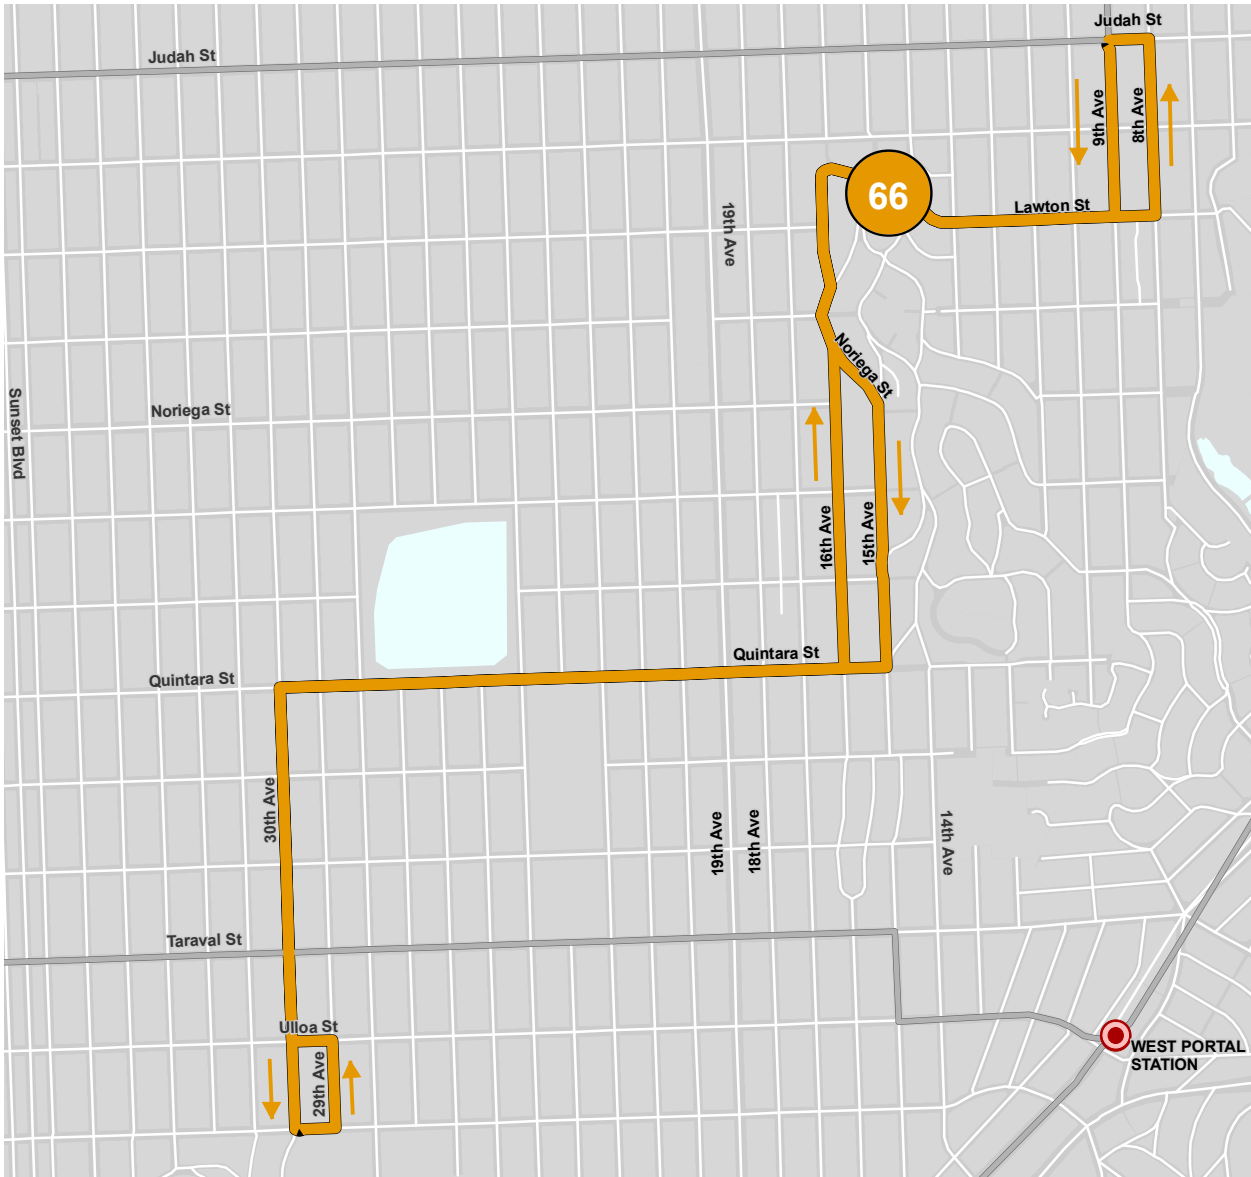 Judah St
Judah St
9th Ave
8th Ave
66
Lawton St
19th Ave
Noriega St
Sunset Blvd
Noriega St
16th Ave
15th Ave
Quintara St
Quintara St
30th Ave
19th Ave
18th Ave
14th Ave
Taraval St
Ulloa St
29th Ave
WEST PORTAL
STATION